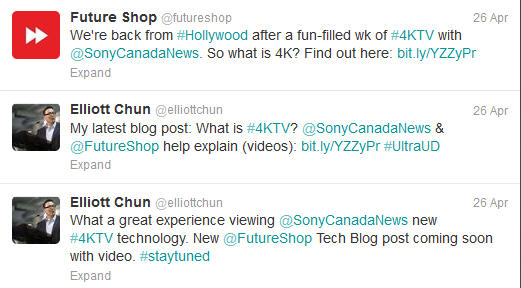 Future Shop @futureshop 26 Apr
We're back from #Hollywood after a fun-filled wk of #4KTV with
@SonyCanadaNews. So what is 4K? Find out here: bit.ly/YZZyPr
Expand
Elliott Chun @elliottchun 26 Apr
My latest blog post: What is #4KTV? @SonyCanadaNews &
@FutureShop help explain (videos): bit.ly/YZZyPr #UltraUD
Expand
Elliott Chun @elliottchun 26 Apr
What a great experience viewing @SonyCanadaNews new
#4KTV technology. New @FutureShop Tech Blog post coming soon
with video. #staytuned
Expand